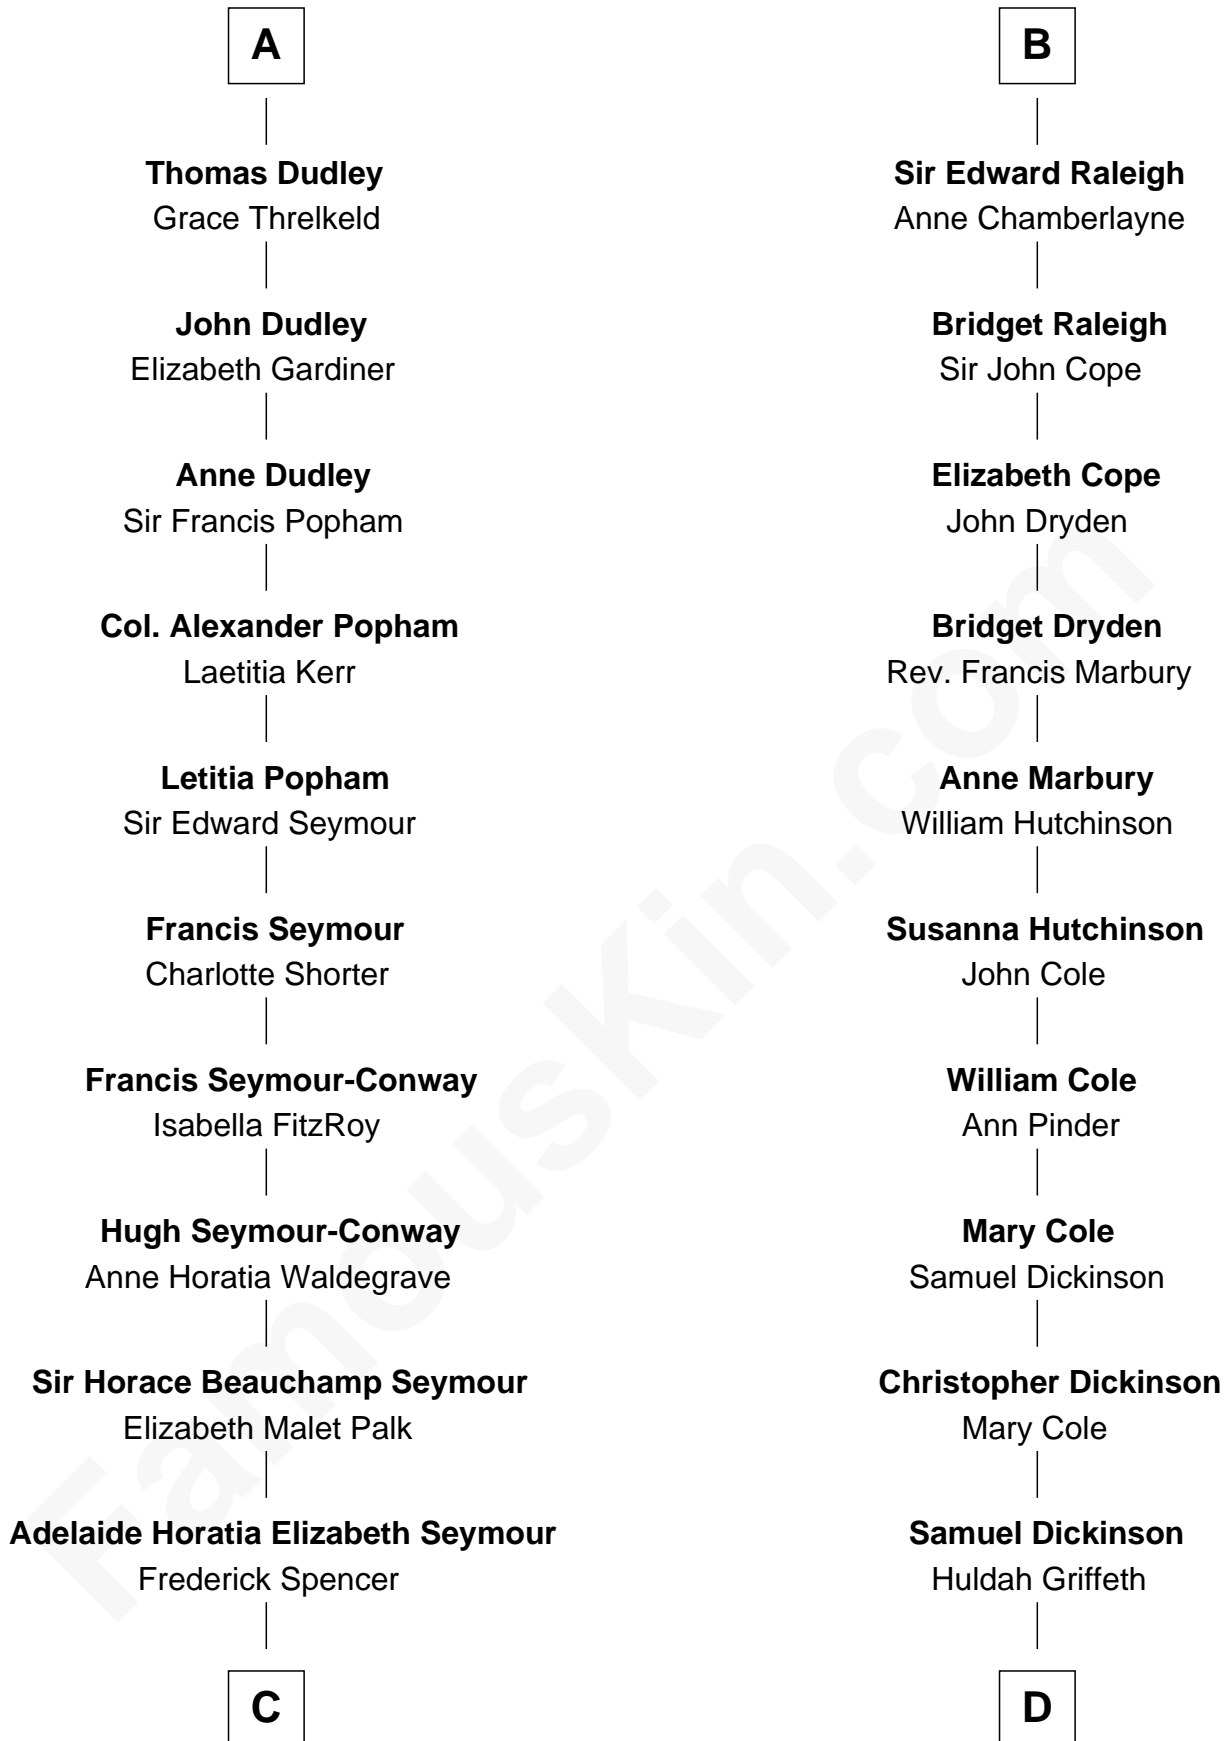 A
Thomas Dudley
Grace Threlkeld
John Dudley
Elizabeth Gardiner
Anne Dudley
Sir Francis Popham
Col. Alexander Popham
Laetitia Kerr
Letitia Popham
Sir Edward Seymour
Francis Seymour
Charlotte Shorter
Francis Seymour-Conway
Isabella FitzRoy
Hugh Seymour-Conway
Anne Horatia Waldegrave
Sir Horace Beauchamp Seymour
Elizabeth Malet Palk
Adelaide Horatia Elizabeth Seymour
Frederick Spencer
C
B
Sir Edward Raleigh
Anne Chamberlayne
Bridget Raleigh
Sir John Cope
Elizabeth Cope
John Dryden
Bridget Dryden
Rev. Francis Marbury
Anne Marbury
William Hutchinson
Susanna Hutchinson
John Cole
William Cole
Ann Pinder
Mary Cole
Samuel Dickinson
Christopher Dickinson
Mary Cole
Samuel Dickinson
Huldah Griffeth
D
FamousKin.com